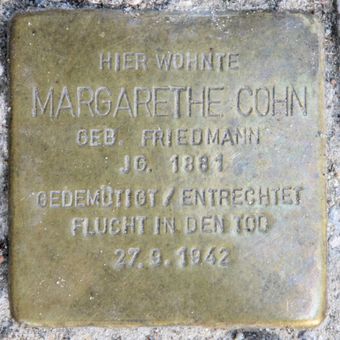 HIER WOHNTE
MARGARETHE COHN
GEB. FRIEDMANN
JG. 1881
GEDEMÜTIGT / ENTRECHTET
FLUCHT IN DEN TOD
27.9.1942